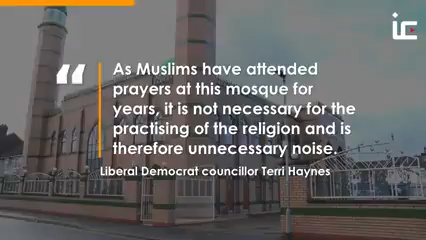 ic
“
As Muslims have attended
prayers at this mosque for
years, it is not necessary for the
practising of the religion and is
therefore unnecessary noise.
Liberal Democrat councillor Terri Haynes